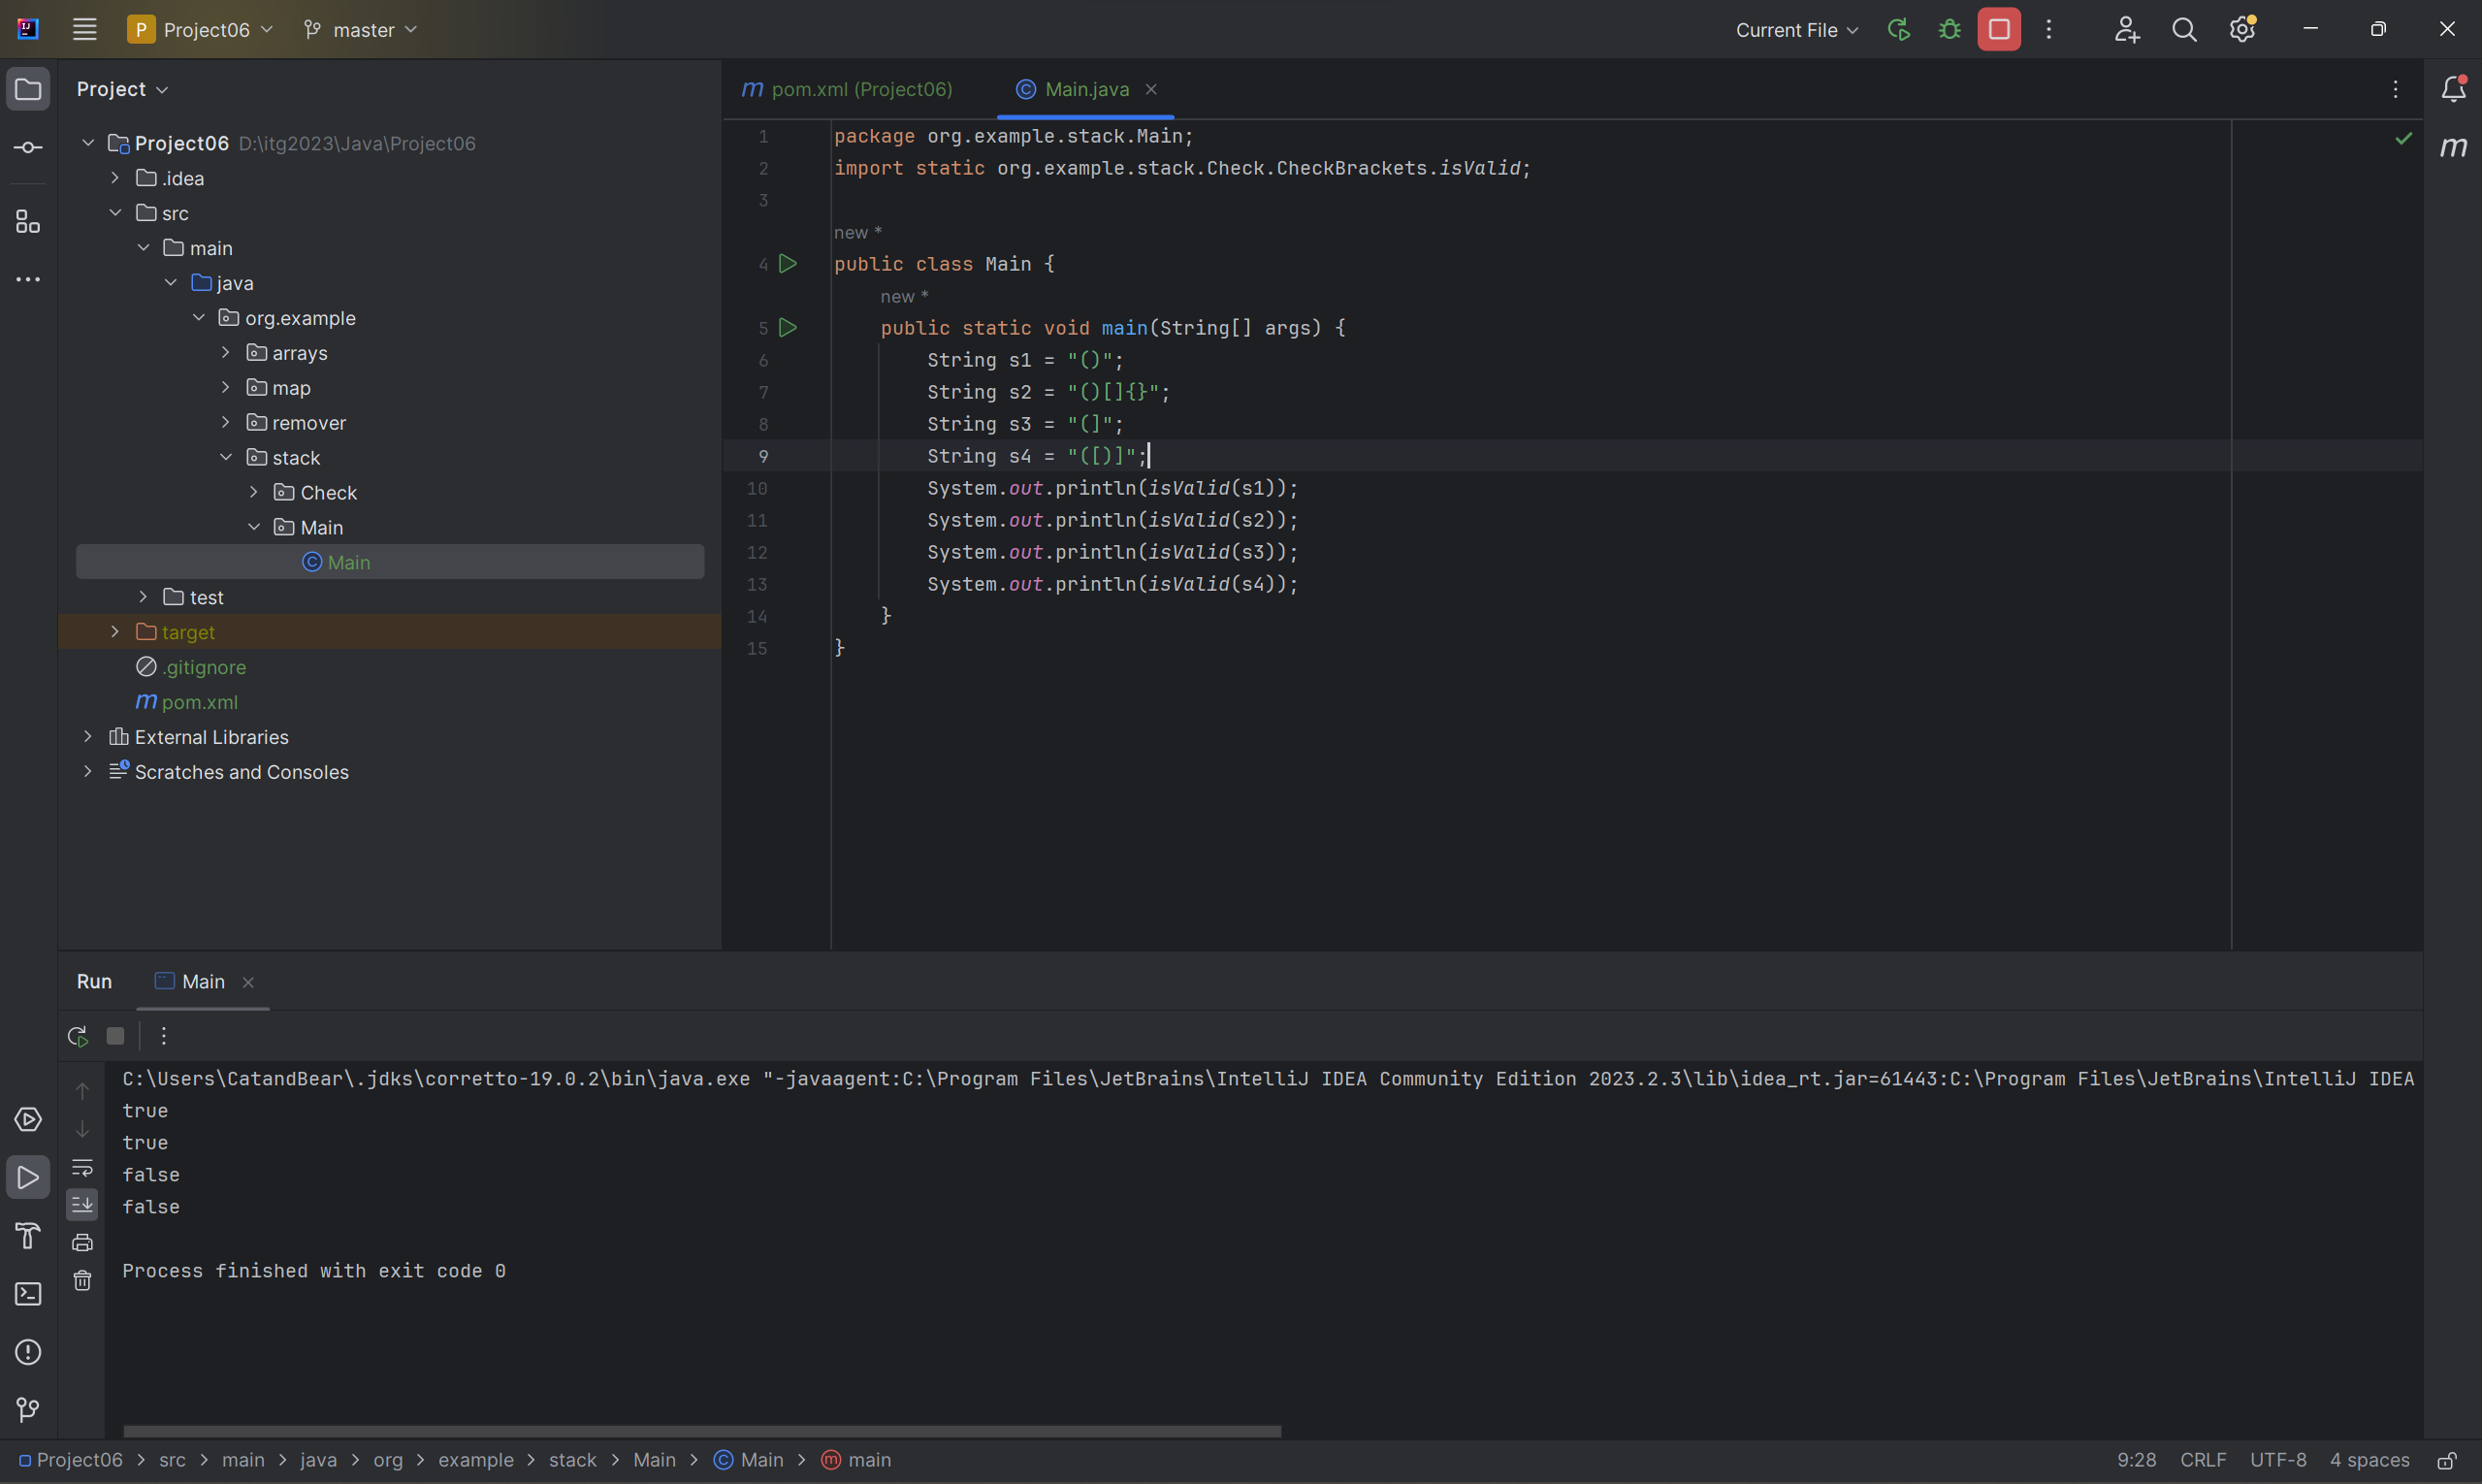 P Project06 master Current File
Project
Project06 D:\itg2023\Java\Project06
.idea
src
main
java
org.example
arrays
map
remover
stack
Check
Main
Main
test
target
.gitignore
pom.xml
External Libraries
Scratches and Consoles
pom.xml (Project06) Main.java
1 package org.example.stack.Main;
2 import static org.example.stack.Check.CheckBrackets.isValid;
3
new *
4 public class Main {
new *
5 public static void main(String[] args) {
6 String s1 = "()";
7 String s2 = "()[]{}";
8 String s3 = "(]";
9 String s4 = "([)]";
10 System.out.println(isValid(s1));
11 System.out.println(isValid(s2));
12 System.out.println(isValid(s3));
13 System.out.println(isValid(s4));
14 }
15 }
Run Main
C:\Users\CatandBear\.jdks\corretto-19.0.2\bin\java.exe "-javaagent:C:\Program Files\JetBrains\IntelliJ IDEA Community Edition 2023.2.3\lib\idea_rt.jar=61443:C:\Program Files\JetBrains\IntelliJ IDEA
true
true
false
false
Process finished with exit code 0
Project06 > src > main > java > org > example > stack > Main > Main > main 9:28 CRLF UTF-8 4 spaces